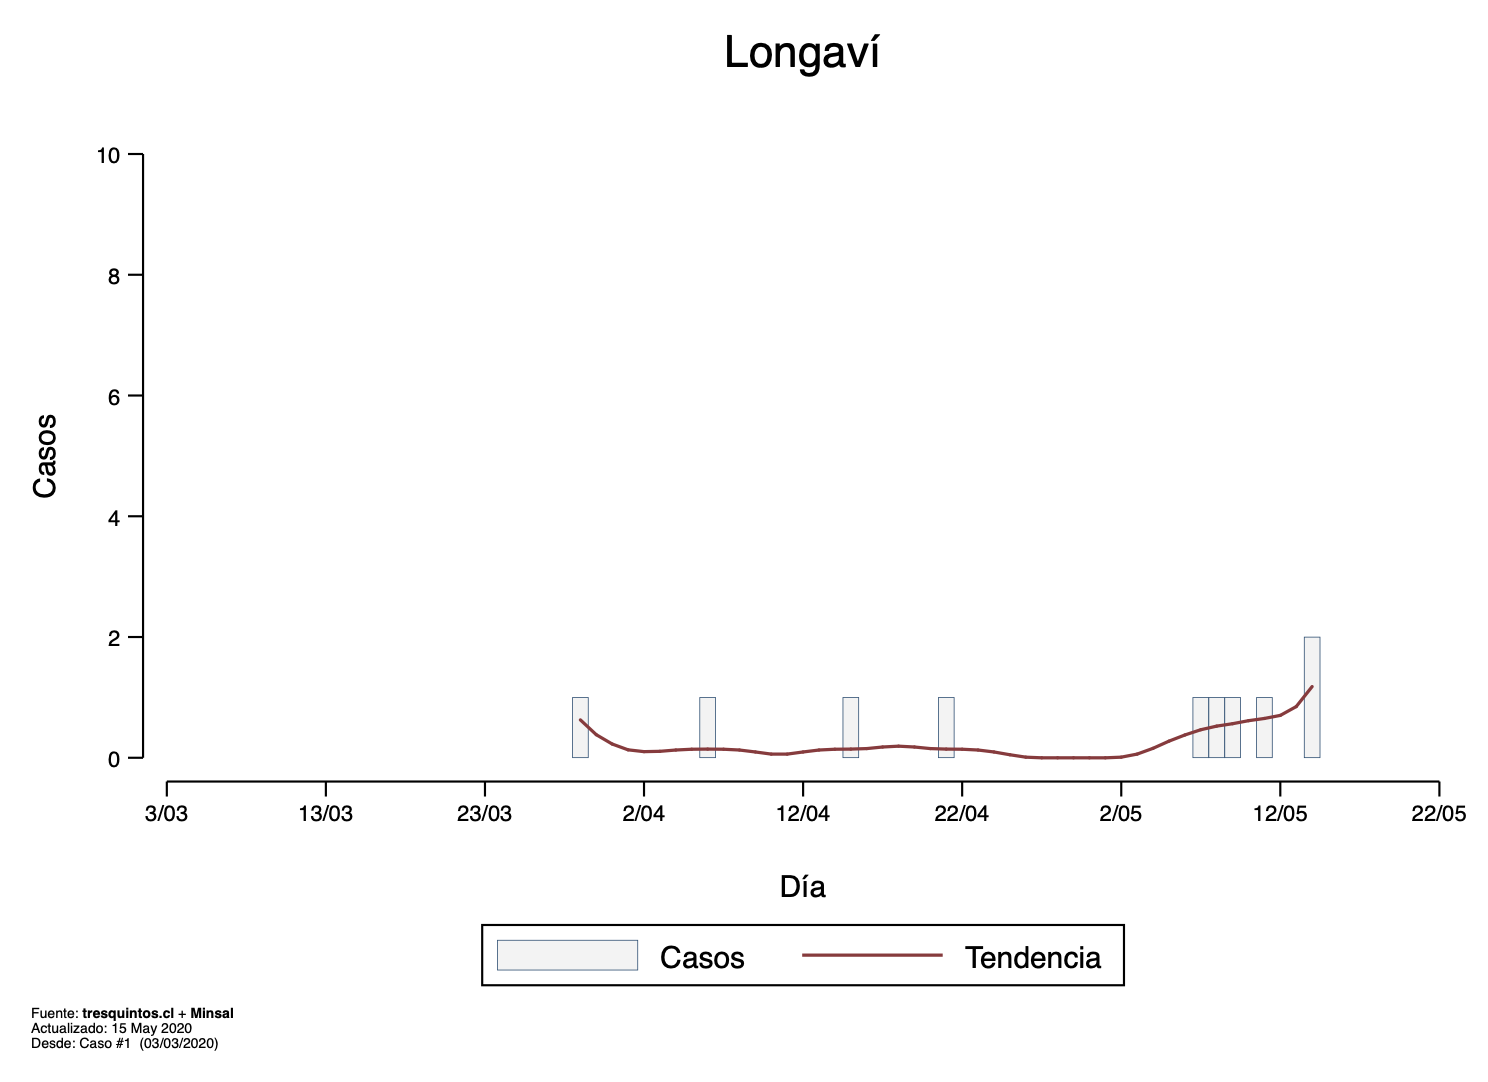 Longaví
Casos
10
8
6
4
2
0
3/03 13/03 23/03 2/04 12/04 22/04 2/05 12/05 22/05
Día
Casos Tendencia
Fuente: tresquintos.cl + Minsal
Actualizado: 15 May 2020
Desde: Caso #1 (03/03/2020)